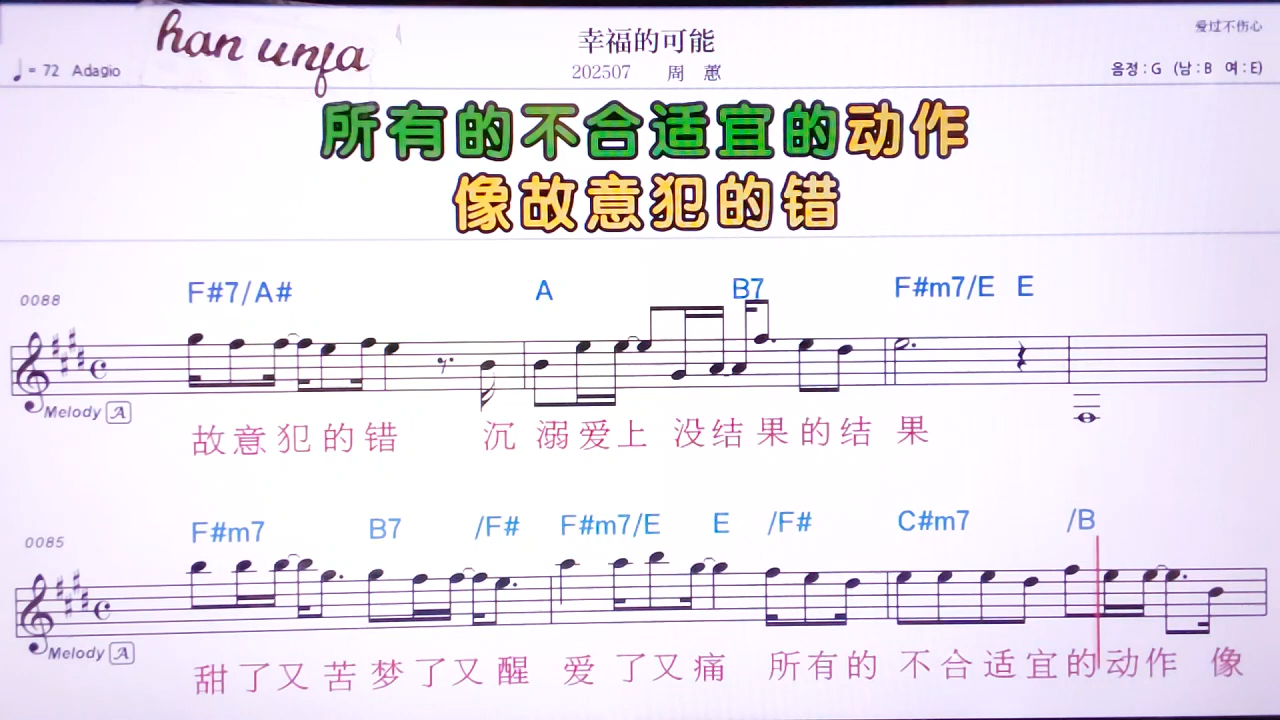 han unfa
幸福的可能
爱过不伤心
= 72 Adagio
202507 周 蕙
음정 : G (남 : B 여 : E)
所有的不合适宜的动作
像故意犯的错
F#7/A# A B7 F#m7/E E
0088
Melody A
故意犯的错 沉溺爱上 没结果的结果
F#m7 B7 /F# F#m7/E E /F# C#m7 /B
0085
Melody A
甜了又苦梦了又醒 爱了又痛 所有的 不合适宜的动作 像